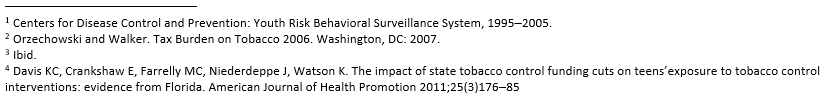 ¹ Centers for Disease Control and Prevention: Youth Risk Behavioral Surveillance System, 1995–2005.
² Orzechowski and Walker. Tax Burden on Tobacco 2006. Washington, DC: 2007.
³ Ibid.
⁴ Davis KC, Crankshaw E, Farrelly MC, Niederdeppe J, Watson K. The impact of state tobacco control funding cuts on teens’exposure to tobacco control
interventions: evidence from Florida. American Journal of Health Promotion 2011;25(3)176–85